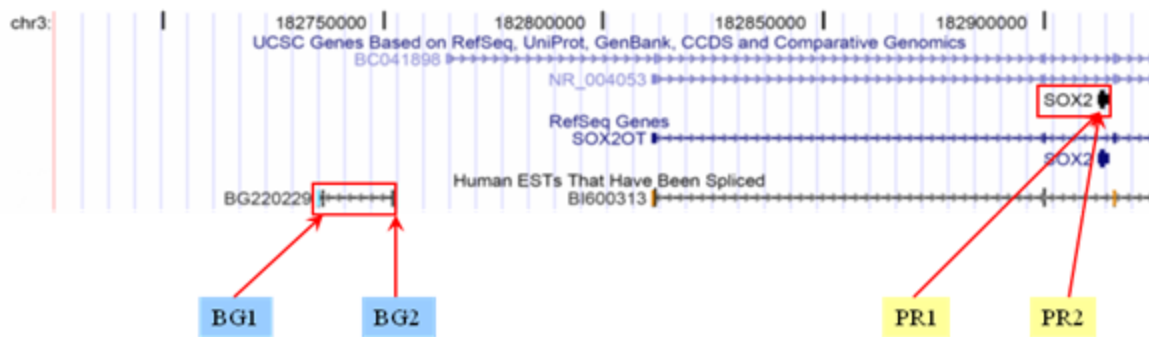 chr3: 182750000 182800000 182850000 182900000
UCSC Genes Based on RefSeq, UniProt, GenBank, CCDS and Comparative Genomics
BC041898
NR_004053
SOX2
RefSeq Genes
SOX2OT
SOX2
Human ESTs That Have Been Spliced
BG220229 BI600313
BG1 BG2 PR1 PR2